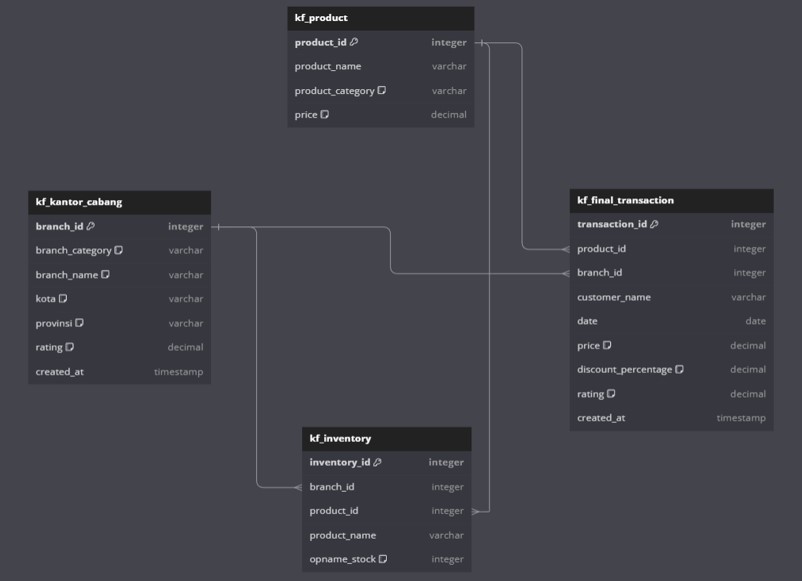 kf_product
product_id integer
product_name varchar
product_category varchar
price decimal
kf_kantor_cabang
branch_id integer
branch_category varchar
branch_name varchar
kota varchar
provinsi varchar
rating decimal
created_at timestamp
kf_final_transaction
transaction_id integer
product_id integer
branch_id integer
customer_name varchar
date date
price decimal
discount_percentage decimal
rating decimal
created_at timestamp
kf_inventory
inventory_id integer
branch_id integer
product_id integer
product_name varchar
opname_stock integer